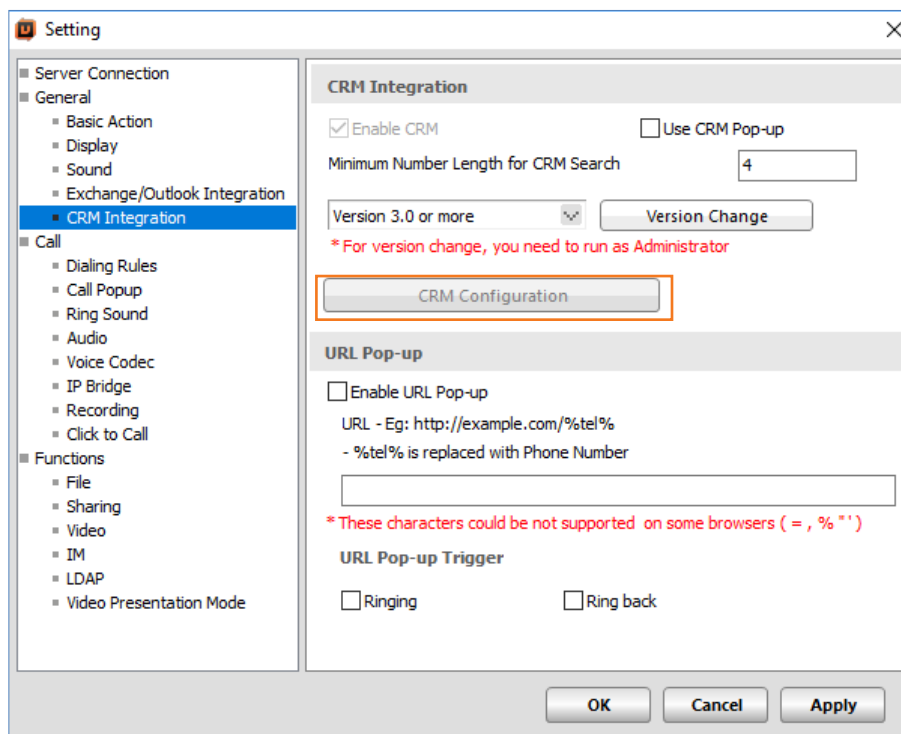 Setting
Server Connection
General
Basic Action
Display
Sound
Exchange/Outlook Integration
CRM Integration
Call
Dialing Rules
Call Popup
Ring Sound
Audio
Voice Codec
IP Bridge
Recording
Click to Call
Functions
File
Sharing
Video
IM
LDAP
Video Presentation Mode
CRM Integration
Enable CRM Use CRM Pop-up
Minimum Number Length for CRM Search 4
Version 3.0 or more Version Change
* For version change, you need to run as Administrator
CRM Configuration
URL Pop-up
Enable URL Pop-up
URL - Eg: http://example.com/%tel%
- %tel% is replaced with Phone Number
* These characters could be not supported on some browsers ( = , % " ' )
URL Pop-up Trigger
Ringing Ring back
OK Cancel Apply